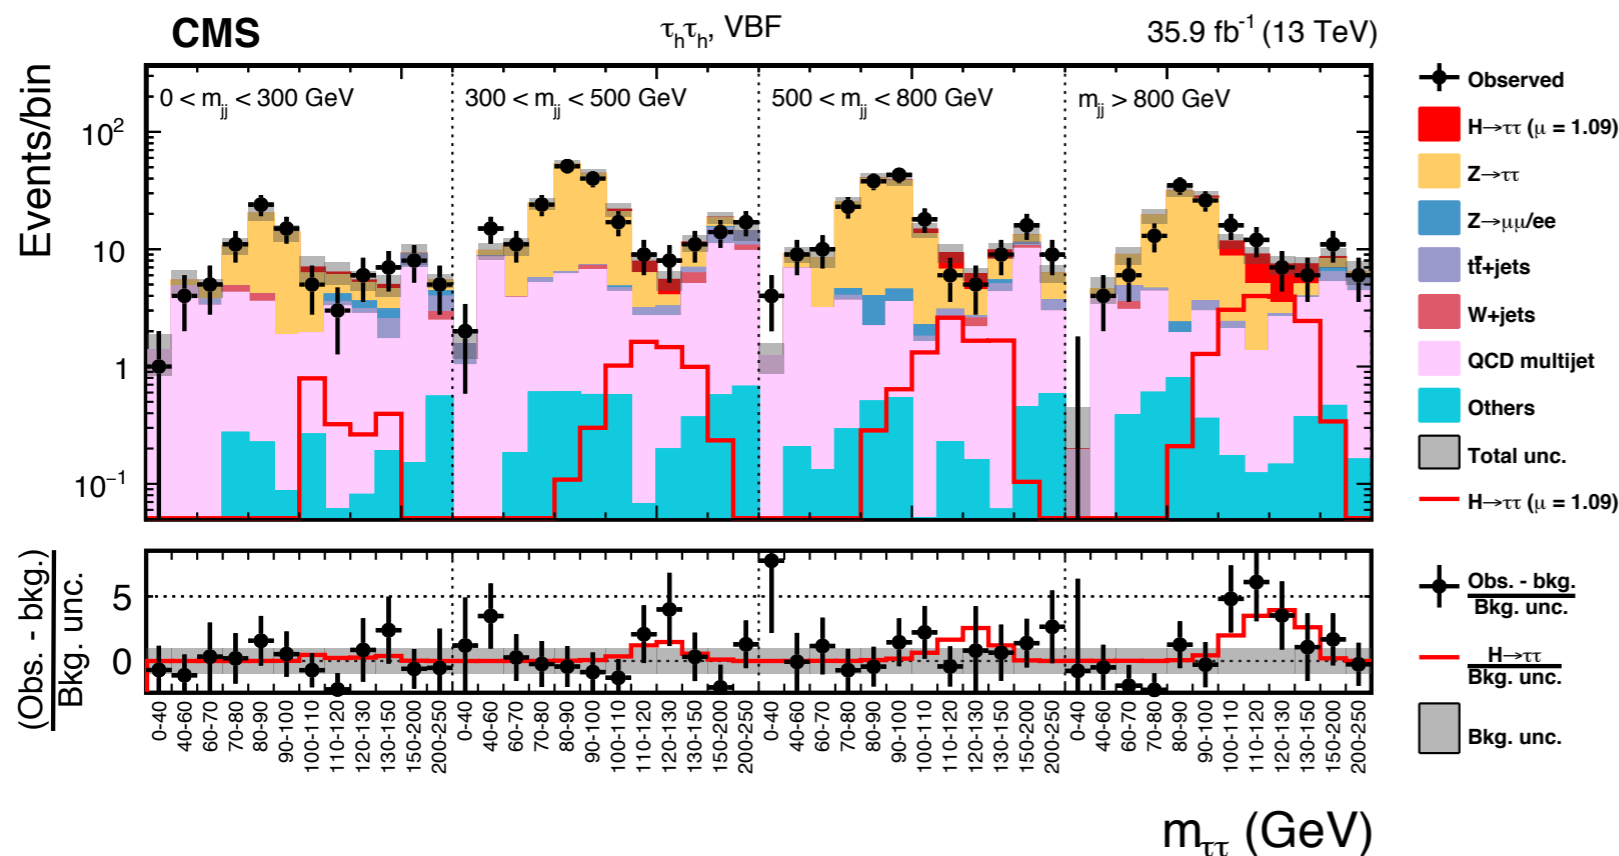 CMS
τhτh, VBF
35.9 fb⁻¹ (13 TeV)
Events/bin
0 < mjj < 300 GeV
300 < mjj < 500 GeV
500 < mjj < 800 GeV
mjj > 800 GeV
10²
10
1
10⁻¹
Observed
H→ττ (μ = 1.09)
Z→ττ
Z→μμ/ee
tt̄+jets
W+jets
QCD multijet
Others
Total unc.
H→ττ (μ = 1.09)
(Obs. - bkg.)
Bkg. unc.
5
0
Obs. - bkg.
Bkg. unc.
H→ττ
Bkg. unc.
Bkg. unc.
0-40 40-60 60-70 70-80 80-90 90-100 100-110 110-120 120-130 130-150 150-200 200-250 0-40 40-60 60-70 70-80 80-90 90-100 100-110 110-120 120-130 130-150 150-200 200-250 0-40 40-60 60-70 70-80 80-90 90-100 100-110 110-120 120-130 130-150 150-200 200-250 0-40 40-60 60-70 70-80 80-90 90-100 100-110 110-120 120-130 130-150 150-200 200-250
mττ (GeV)